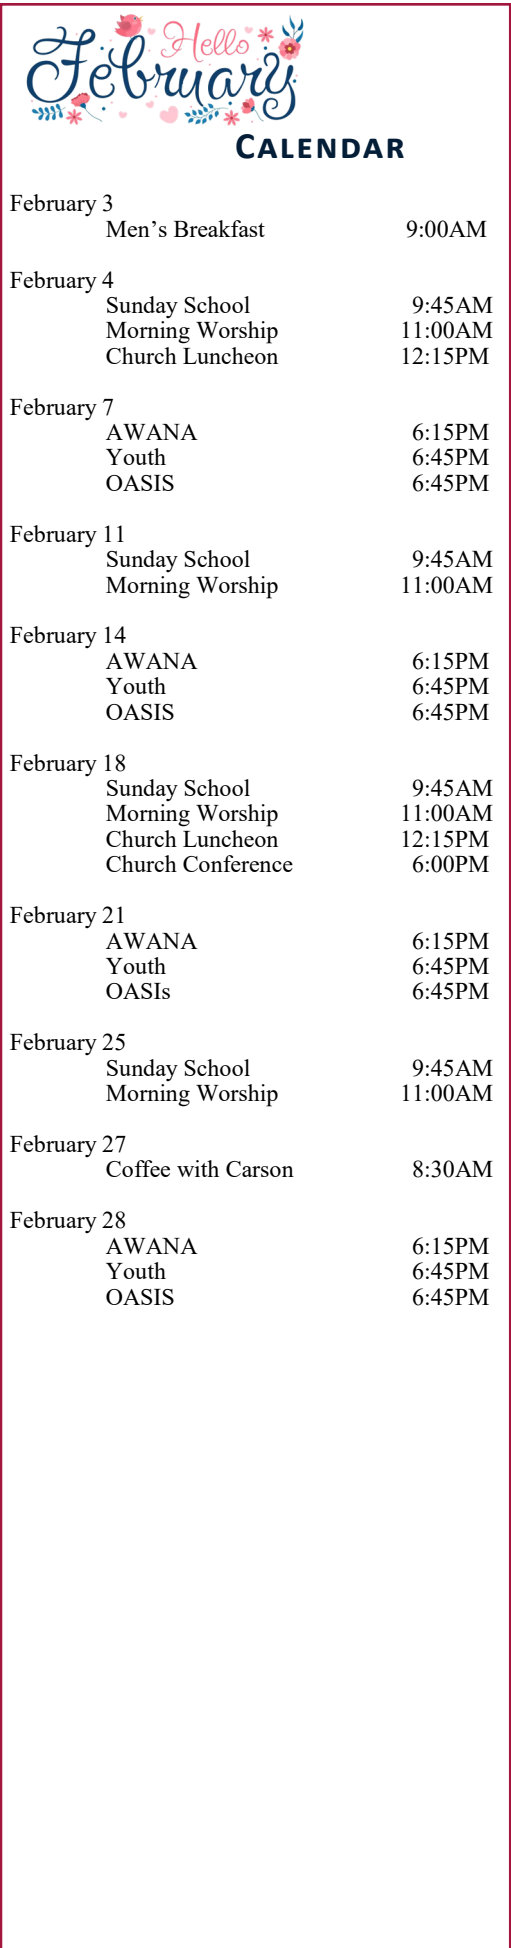 Hello
February
CALENDAR
February 3
Men's Breakfast 9:00AM
February 4
Sunday School 9:45AM
Morning Worship 11:00AM
Church Luncheon 12:15PM
February 7
AWANA 6:15PM
Youth 6:45PM
OASIS 6:45PM
February 11
Sunday School 9:45AM
Morning Worship 11:00AM
February 14
AWANA 6:15PM
Youth 6:45PM
OASIS 6:45PM
February 18
Sunday School 9:45AM
Morning Worship 11:00AM
Church Luncheon 12:15PM
Church Conference 6:00PM
February 21
AWANA 6:15PM
Youth 6:45PM
OASIs 6:45PM
February 25
Sunday School 9:45AM
Morning Worship 11:00AM
February 27
Coffee with Carson 8:30AM
February 28
AWANA 6:15PM
Youth 6:45PM
OASIS 6:45PM